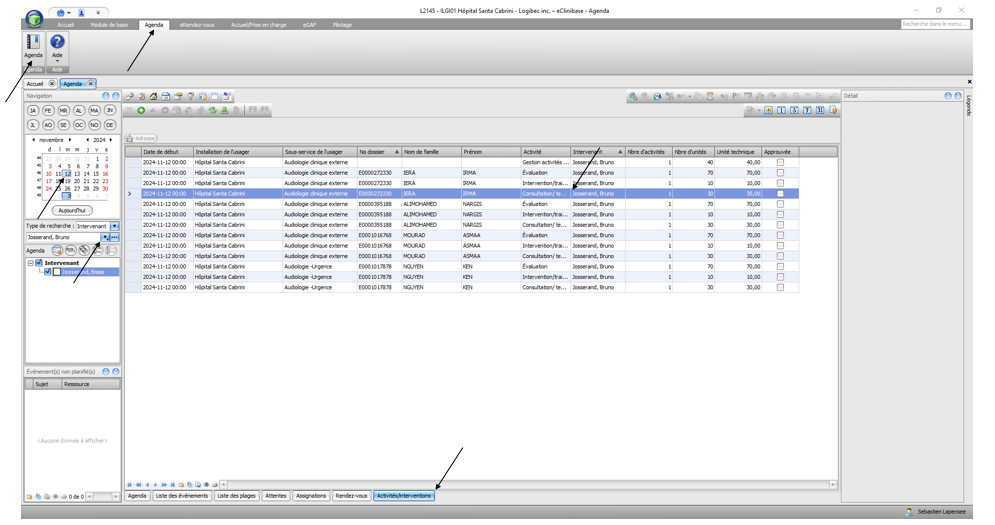 L2145 - ILGI01 Hôpital Santa Cabrini - Logibec inc. - eClinibase - Agenda
Accueil Module de base Agenda eRendez-vous Accueil/Prise en charge eGAP Pilotage Recherche dans le menu...
Agenda Aide
Agenda Aide
Accueil Agenda
Navigation Détail
Légende
JA FE MR AL MA JN
JL AO SE OC NO DE
novembre 2024
d l m m j v s
1 2
3 4 5 6 7 8 9
10 11 12 13 14 15 16
17 18 19 20 21 22 23
24 25 26 27 28 29 30
Aujourd'hui
Type de recherche : Intervenant
Josserand, Bruno
Agenda
Intervenant
Josserand, Bruno
Adresse
Date de début Installation de l'usager Sous-service de l'usager No dossier Nom de famille Prénom Activité Intervenant Nbre d'activités Nbre d'unités Unité technique Approuvée
2024-11-12 00:00 Hôpital Santa Cabrini Audiologie clinique externe Gestion activités ... Josserand, Bruno 1 40 40,00
2024-11-12 00:00 Hôpital Santa Cabrini Audiologie clinique externe E0000272330 IERA IRMA Évaluation Josserand, Bruno 1 70 70,00
2024-11-12 00:00 Hôpital Santa Cabrini Audiologie clinique externe E0000272330 IERA IRMA Intervention/trai... Josserand, Bruno 1 10 10,00
2024-11-12 00:00 Hôpital Santa Cabrini Audiologie clinique externe E0000272330 IERA IRMA Consultation/ te... Josserand, Bruno 1 30 30,00
2024-11-12 00:00 Hôpital Santa Cabrini Audiologie clinique externe E0000395188 ALIMOHAMED NARGIS Évaluation Josserand, Bruno 1 70 70,00
2024-11-12 00:00 Hôpital Santa Cabrini Audiologie clinique externe E0000395188 ALIMOHAMED NARGIS Intervention/trai... Josserand, Bruno 1 10 10,00
2024-11-12 00:00 Hôpital Santa Cabrini Audiologie clinique externe E0000395188 ALIMOHAMED NARGIS Consultation/ te... Josserand, Bruno 1 30 30,00
2024-11-12 00:00 Hôpital Santa Cabrini Audiologie clinique externe E0001016768 MOURAD ASMAA Évaluation Josserand, Bruno 1 70 70,00
2024-11-12 00:00 Hôpital Santa Cabrini Audiologie clinique externe E0001016768 MOURAD ASMAA Intervention/trai... Josserand, Bruno 1 10 10,00
2024-11-12 00:00 Hôpital Santa Cabrini Audiologie clinique externe E0001016768 MOURAD ASMAA Consultation/ te... Josserand, Bruno 1 30 30,00
2024-11-12 00:00 Hôpital Santa Cabrini Audiologie -Urgence E0001017878 NGUYEN KEN Évaluation Josserand, Bruno 1 70 70,00
2024-11-12 00:00 Hôpital Santa Cabrini Audiologie -Urgence E0001017878 NGUYEN KEN Intervention/trai... Josserand, Bruno 1 10 10,00
2024-11-12 00:00 Hôpital Santa Cabrini Audiologie -Urgence E0001017878 NGUYEN KEN Consultation/ te... Josserand, Bruno 1 30 30,00
Événement(s) non planifié(s)
Sujet Ressource
<Aucune donnée à afficher>
0 de 0
Agenda Liste des événements Liste des plages Attentes Assignations Rendez-vous Activités/interventions
Sebastien Lapensee